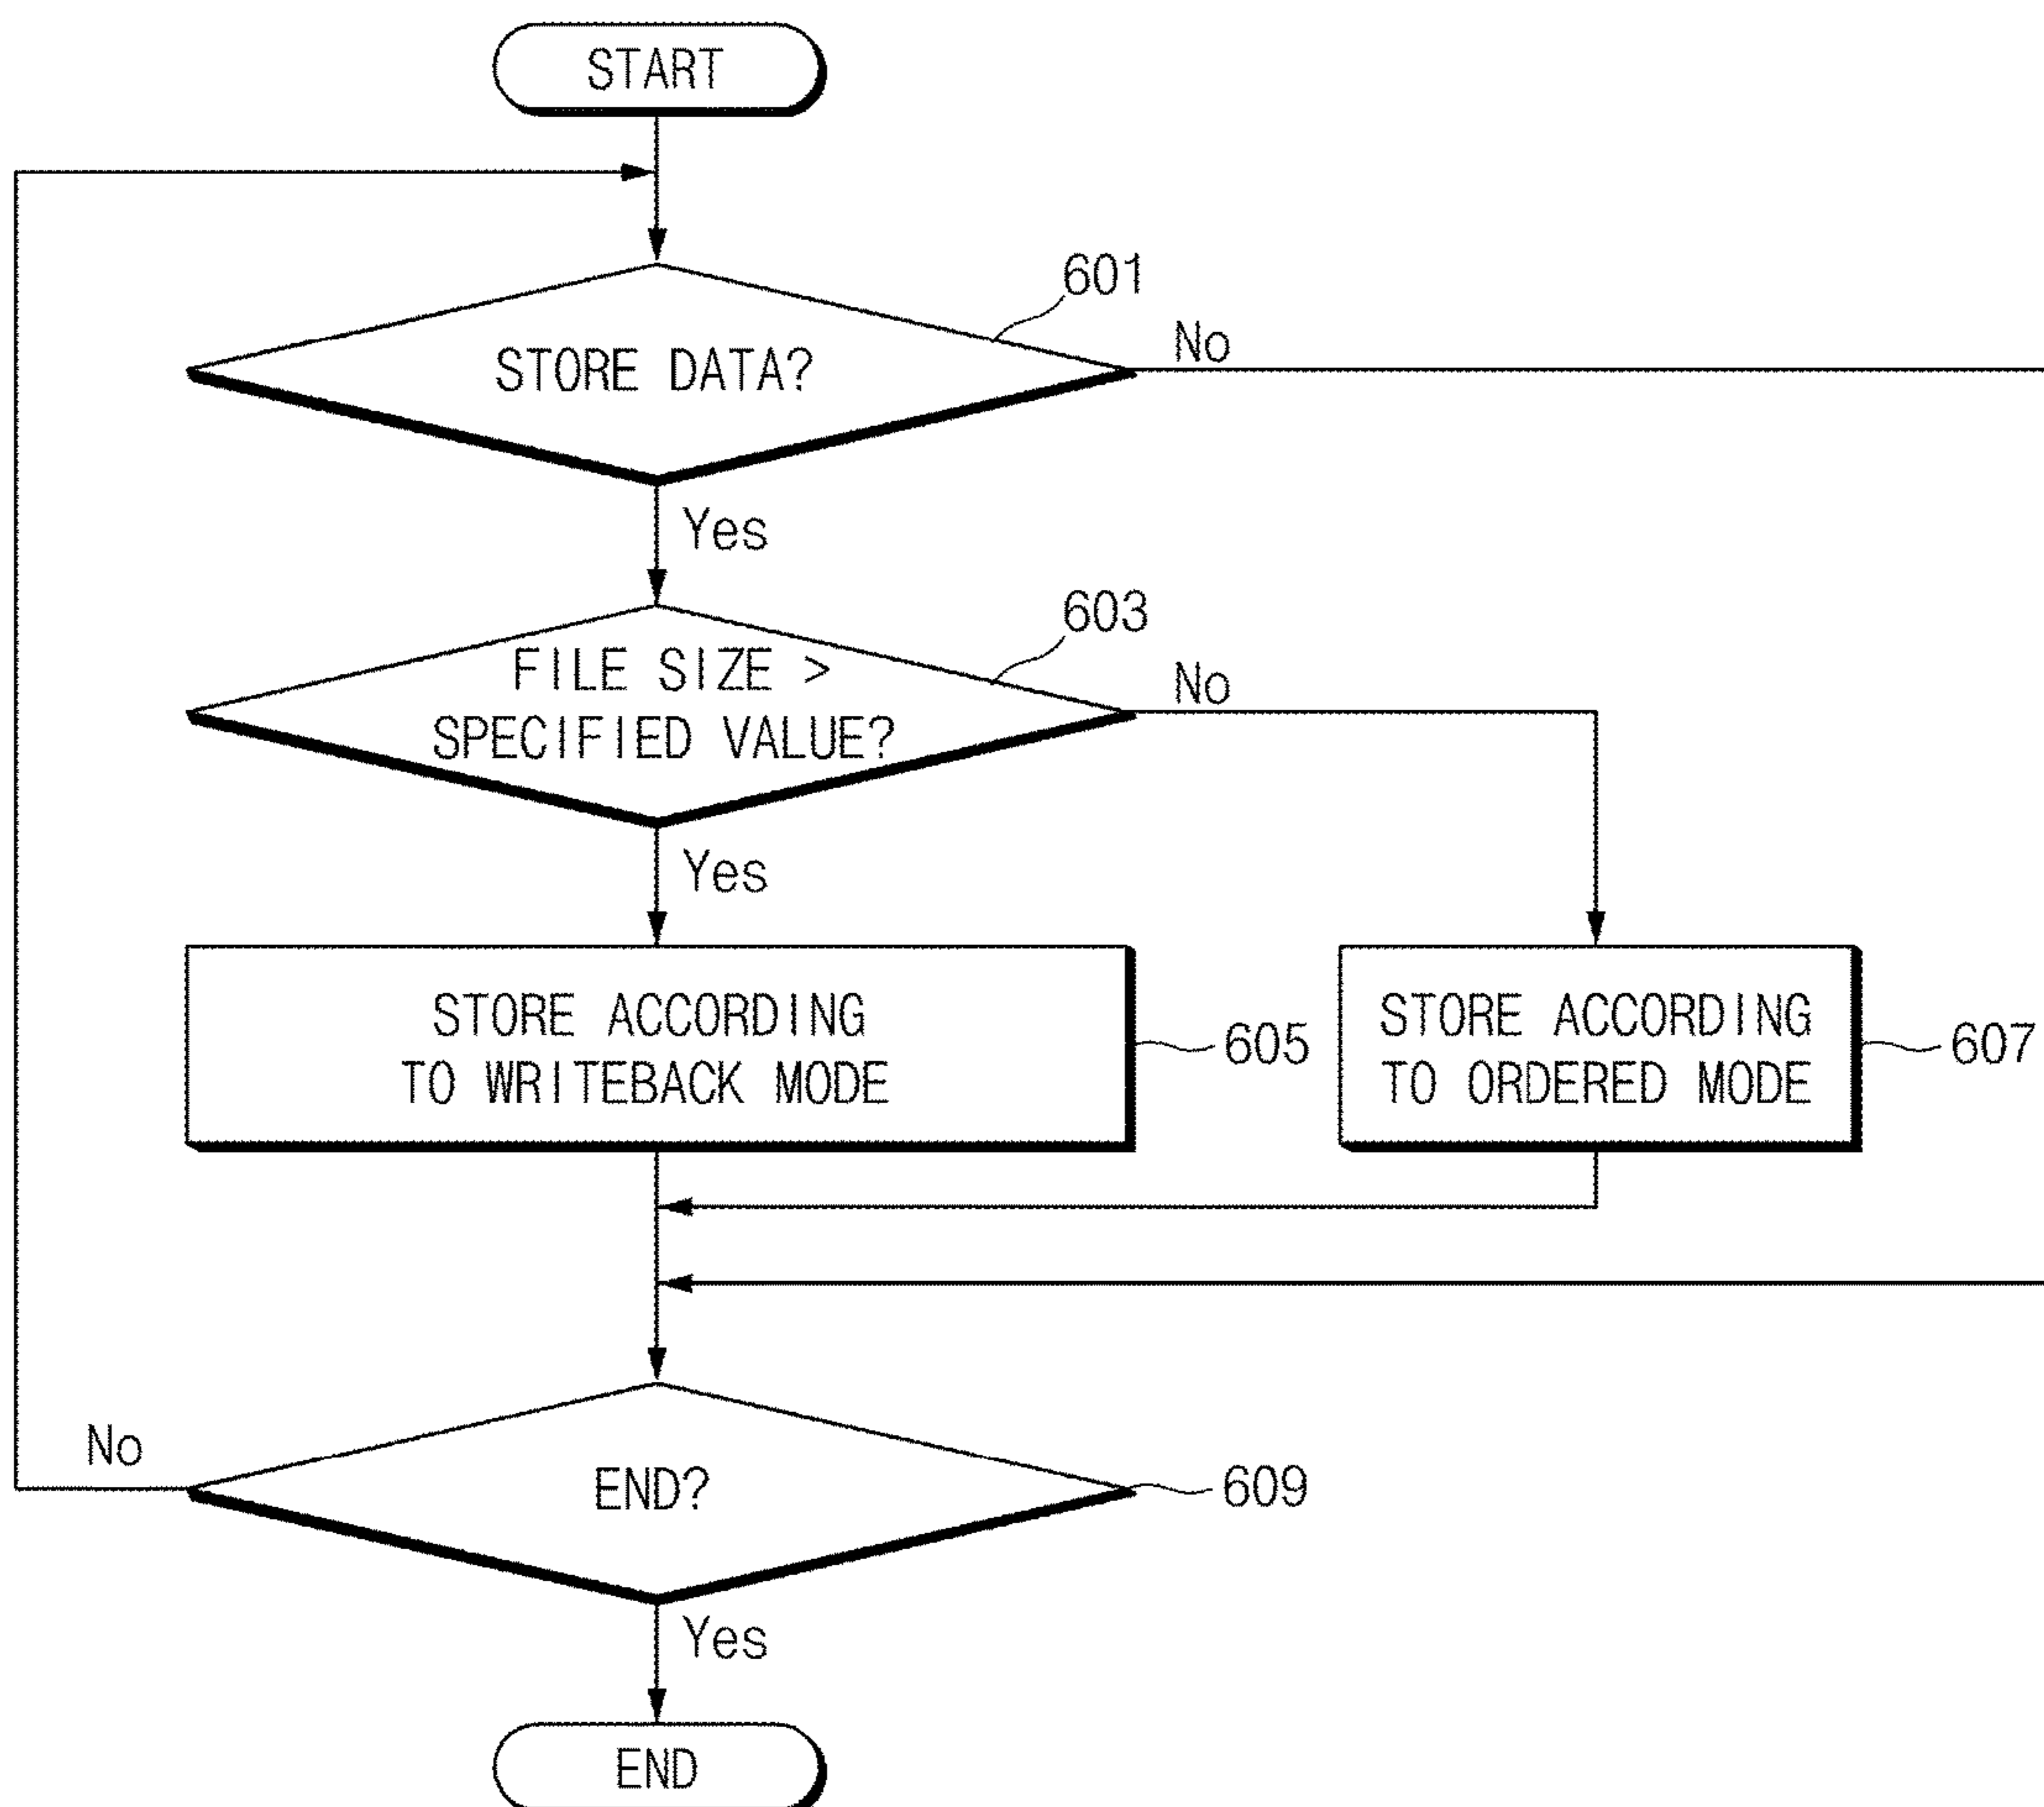 START
601
STORE DATA?
No
Yes
603
FILE SIZE >
SPECIFIED VALUE?
No
Yes
STORE ACCORDING
TO WRITEBACK MODE
605
STORE ACCORDING
TO ORDERED MODE
607
No
END?
609
Yes
END